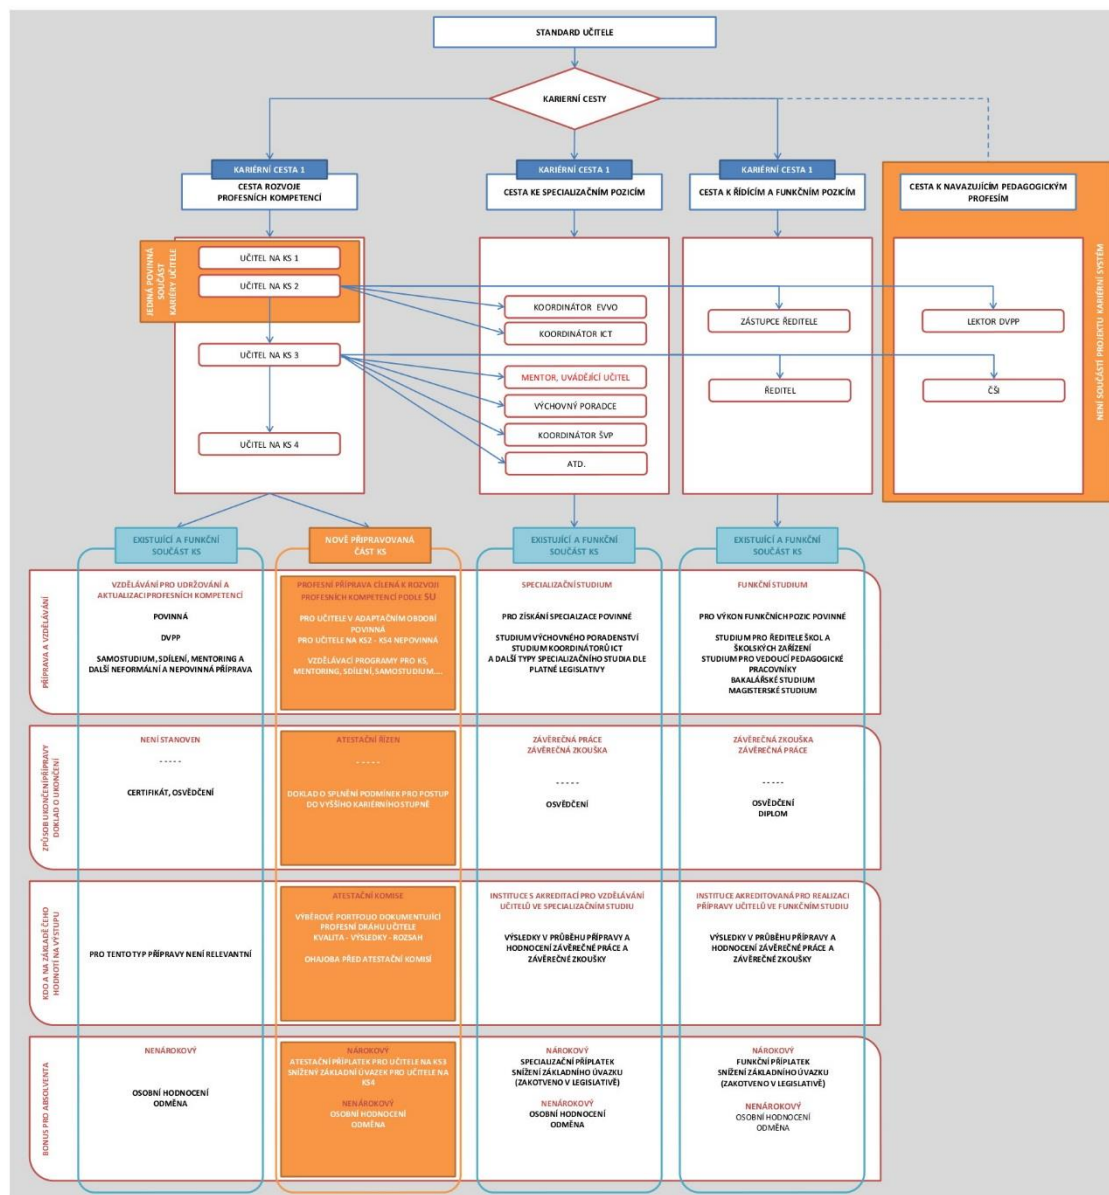 STANDARD UČITELE
KARIERNÍ CESTY
KARIÉRNÍ CESTA 1
CESTA ROZVOJE
PROFESNÍCH KOMPETENCÍ
KARIÉRNÍ CESTA 1
CESTA KE SPECIALIZAČNÍM POZICÍM
KARIÉRNÍ CESTA 1
CESTA K ŘÍDÍCÍM A FUNKČNÍM POZICÍM
CESTA K NAVAZUJÍCÍM PEDAGOGICKÝM
PROFESÍM
JEDINÁ POVINNÁ
SOUČÁST
KARIÉRY UČITELE
UČITEL NA KS 1
UČITEL NA KS 2
UČITEL NA KS 3
UČITEL NA KS 4
KOORDINÁTOR EVVO
KOORDINÁTOR ICT
MENTOR, UVÁDĚJÍCÍ UČITEL
VÝCHOVNÝ PORADCE
KOORDINÁTOR ŠVP
ATD.
ZÁSTUPCE ŘEDITELE
ŘEDITEL
LEKTOR DVPP
ČŠI
NENÍ SOUČÁSTÍ PROJEKTU KARIÉRNÍ SYSTÉM
EXISTUJÍCÍ A FUNKČNÍ
SOUČÁST KS
NOVĚ PŘIPRAVOVANÁ
ČÁST KS
EXISTUJÍCÍ A FUNKČNÍ
SOUČÁST KS
EXISTUJÍCÍ A FUNKČNÍ
SOUČÁST KS
PŘÍPRAVA A VZDĚLÁVÁNÍ
VZDĚLÁVÁNÍ PRO UDRŽOVÁNÍ A
AKTUALIZACI PROFESNÍCH KOMPETENCÍ
POVINNÁ
DVPP
SAMOSTUDIUM, SDÍLENÍ, MENTORING A
DALŠÍ NEFORMÁLNÍ A NEPOVINNÁ PŘÍPRAVA
PROFESNÍ PŘÍPRAVA CÍLENÁ K ROZVOJI
PROFESNÍCH KOMPETENCÍ PODLE SU
PRO UČITELE V ADAPTAČNÍM OBDOBÍ
POVINNÁ
PRO UČITELE NA KS2 - KS4 NEPOVINNÁ
VZDĚLÁVACÍ PROGRAMY PRO KS,
MENTORING, SDÍLENÍ, SAMOSTUDIUM....
SPECIALIZAČNÍ STUDIUM
PRO ZÍSKÁNÍ SPECIALIZACE POVINNÉ
STUDIUM VÝCHOVNÉHO PORADENSTVÍ
STUDIUM KOORDINÁTORŮ ICT
A DALŠÍ TYPY SPECIALIZAČNÍHO STUDIA DLE
PLATNÉ LEGISLATIVY
FUNKČNÍ STUDIUM
PRO VÝKON FUNKČNÍCH POZIC POVINNÉ
STUDIUM PRO ŘEDITELE ŠKOL A
ŠKOLSKÝCH ZAŘÍZENÍ
STUDIUM PRO VEDOUCÍ PEDAGOGICKÉ
PRACOVNÍKY
BAKALÁŘSKÉ STUDIUM
MAGISTERSKÉ STUDIUM
ZPŮSOB UKONČENÍPŘÍPRAVY
DOKLAD O UKONČENÍ
NENÍ STANOVEN
- - - - -
CERTIFIKÁT, OSVĚDČENÍ
ATESTAČNÍ ŘÍZEN
- - - - -
DOKLAD O SPLNĚNÍ PODMÍNEK PRO POSTUP
DO VYŠŠÍHO KARIÉRNÍHO STUPNĚ
ZÁVĚREČNÁ PRÁCE
ZÁVĚREČNÁ ZKOUŠKA
- - - - -
OSVĚDČENÍ
ZÁVĚREČNÁ ZKOUŠKA
ZÁVĚREČNÁ PRÁCE
- - - - -
OSVĚDČENÍ
DIPLOM
KDO A NA ZÁKLADĚ ČEHO
HODNOTÍ NA VÝSTUPU
PRO TENTO TYP PŘÍPRAVY NENÍ RELEVANTNÍ
ATESTAČNÍ KOMISE
VÝBĚROVÉ PORTFOLIO DOKUMENTUJÍCÍ
PROFESNÍ DRÁHU UČITELE
KVALITA - VÝSLEDKY - ROZSAH
OHAJOBA PŘED ATESTAČNÍ KOMISÍ
INSTITUCE S AKREDITACÍ PRO VZDĚLÁVÁNÍ
UČITELŮ VE SPECIALIZAČNÍM STUDIU
VÝSLEDKY V PRŮBĚHU PŘÍPRAVY A
HODNOCENÍ ZÁVĚREČNÉ PRÁCE A
ZÁVĚREČNÉ ZKOUŠKY
INSTITUCE AKREDITOVANÁ PRO REALIZACI
PŘÍPRAVY UČITELŮ VE FUNKČNÍM STUDIU
VÝSLEDKY V PRŮBĚHU PŘÍPRAVY A
HODNOCENÍ ZÁVĚREČNÉ PRÁCE A
ZÁVĚREČNÉ ZKOUŠKY
BONUS PRO ABSOLVENTA
NENÁROKOVÝ
OSOBNÍ HODNOCENÍ
ODMĚNA
NÁROKOVÝ
ATESTAČNÍ PŘÍPLATEK PRO UČITELE NA KS3
SNÍŽENÝ ZÁKLADNÍ ÚVAZEK PRO UČITELE NA
KS4
NENÁROKOVÝ
OSOBNÍ HODNOCENÍ
ODMĚNA
NÁROKOVÝ
SPECIALIZAČNÍ PŘÍPLATEK
SNÍŽENÍ ZÁKLADNÍHO ÚVAZKU
(ZAKOTVENO V LEGISLATIVĚ)
NENÁROKOVÝ
OSOBNÍ HODNOCENÍ
ODMĚNA
NÁROKOVÝ
FUNKČNÍ PŘÍPLATEK
SNÍŽENÍ ZÁKLADNÍHO ÚVAZKU
(ZAKOTVENO V LEGISLATIVĚ)
NENÁROKOVÝ
OSOBNÍ HODNOCENÍ
ODMĚNA